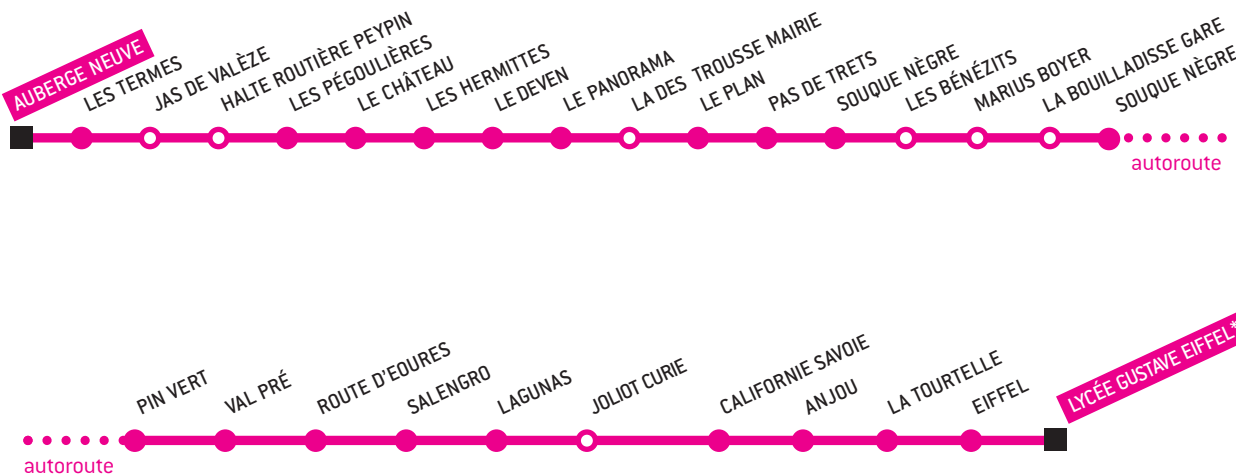 AUBERGE NEUVE
LES TERMES
JAS DE VALÈZE
HALTE ROUTIÈRE PEYPIN
LES PÉGOULIÈRES
LE CHÂTEAU
LES HERMITTES
LE DEVEN
LE PANORAMA
LA DES TROUSSE MAIRIE
LE PLAN
PAS DE TRETS
SOUQUE NÈGRE
LES BÉNÉZITS
MARIUS BOYER
LA BOUILLADISSE GARE
SOUQUE NÈGRE
autoroute
PIN VERT
VAL PRÉ
ROUTE D'EOURES
SALENGRO
LAGUNAS
JOLIOT CURIE
CALIFORNIE SAVOIE
ANJOU
LA TOURTELLE
EIFFEL
LYCÉE GUSTAVE EIFFEL*
autoroute